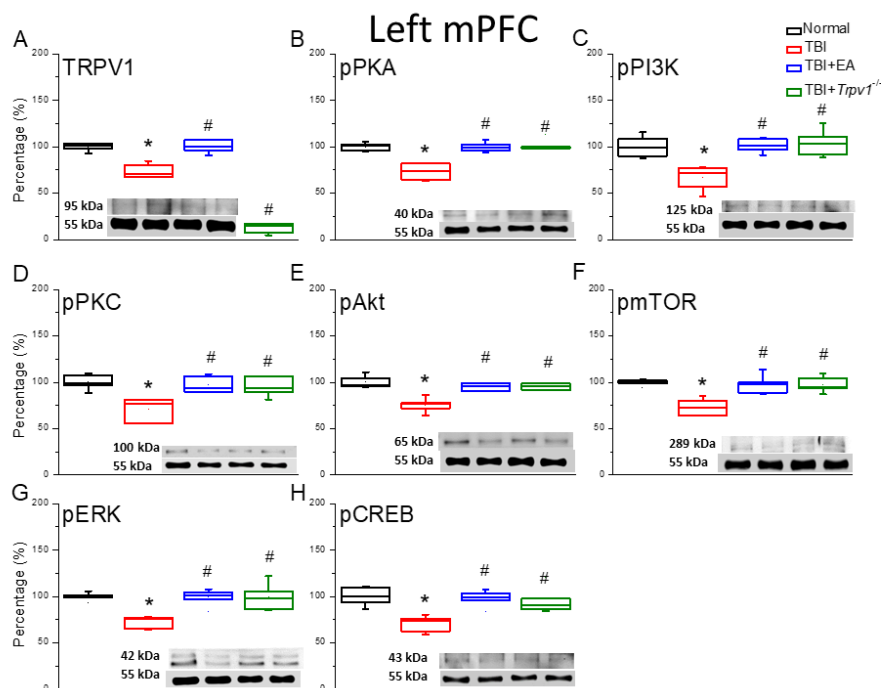 Left mPFC
Normal
TBI
TBI+EA
TBI+Trpv1-/-
A
TRPV1
Percentage (%)
200
150
100
50
0
*
#
#
95 kDa
55 kDa
B
pPKA
200
150
100
50
0
*
#
#
40 kDa
55 kDa
C
pPI3K
200
150
100
50
0
*
#
#
125 kDa
55 kDa
D
pPKC
Percentage (%)
200
150
100
50
0
*
#
#
100 kDa
55 kDa
E
pAkt
200
150
100
50
0
*
#
#
65 kDa
55 kDa
F
pmTOR
200
150
100
50
0
*
#
#
289 kDa
55 kDa
G
pERK
Percentage (%)
200
150
100
50
*
#
#
42 kDa
55 kDa
H
pCREB
200
150
100
50
*
#
#
43 kDa
55 kDa